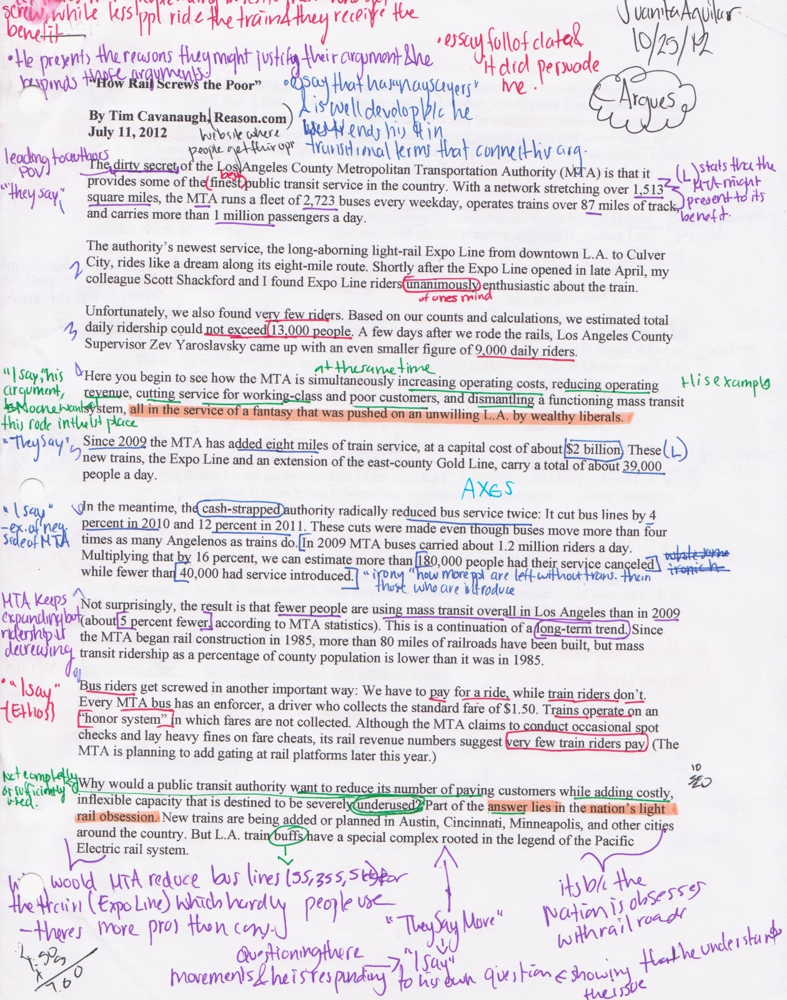 screw, while less ppl ride the train & they receive the
benefit
Juanita Aguilar
10/25/12
• essay full of data &
it did persuade
me!
Argues
• He presents the reasons they might justify their argument & he
responds those arguments.
"How Rail Screws the Poor"
• essay that has "naysayers"
& is well develop b/c he
in
transitional terms that connect his arg.
By Tim Cavanaugh, Reason.com
July 11, 2012
website where
people get their op"
leading to authors
POV
"they say"
1
best
The dirty secret of the Los Angeles County Metropolitan Transportation Authority (MTA) is that it
provides some of the (finest) public transit service in the country. With a network stretching over 1,513
square miles, the MTA runs a fleet of 2,723 buses every weekday, operates trains over 87 miles of track,
and carries more than 1 million passengers a day.
(L) stats that the
MTA might
present to its
benefit.
2
The authority's newest service, the long-aborning light-rail Expo Line from downtown L.A. to Culver
City, rides like a dream along its eight-mile route. Shortly after the Expo Line opened in late April, my
colleague Scott Shackford and I found Expo Line riders unanimously enthusiastic about the train.
of ones mind
3
Unfortunately, we also found very few riders. Based on our counts and calculations, we estimated total
daily ridership could not exceed 13,000 people. A few days after we rode the rails, Los Angeles County
Supervisor Zev Yaroslavsky came up with an even smaller figure of 9,000 daily riders.
at the same time
"I say," his
argument,
No one wants
this rode in the 1st place
Here you begin to see how the MTA is simultaneously increasing operating costs, reducing operating
revenue, cutting service for working-class and poor customers, and dismantling a functioning mass transit
system, all in the service of a fantasy that was pushed on an unwilling L.A. by wealthy liberals.
example
"They Say"
5
Since 2009 the MTA has added eight miles of train service, at a capital cost of about $2 billion. These (L)
new trains, the Expo Line and an extension of the east-county Gold Line, carry a total of about 39,000
people a day.
AXES
"I say"
- ex. of neg.
side of MTA
6
In the meantime, the cash-strapped authority radically reduced bus service twice: It cut bus lines by 4
percent in 2010 and 12 percent in 2011. These cuts were made even though buses move more than four
times as many Angelenos as trains do. [In 2009 MTA buses carried about 1.2 million riders a day.
Multiplying that by 16 percent, we can estimate more than [180,000 people had their service canceled]
while fewer than [40,000 had service introduced.]
"irony" how more ppl are left without trans. than
those who are introduce
MTA keeps
expanding but
ridership is
decreasing
Not surprisingly, the result is that fewer people are using mass transit overall in Los Angeles than in 2009
(about [5 percent fewer,] according to MTA statistics). This is a continuation of a long-term trend. Since
the MTA began rail construction in 1985, more than 80 miles of railroads have been built, but mass
transit ridership as a percentage of county population is lower than it was in 1985.
• "I say"
- (Ethos)
Bus riders get screwed in another important way: We have to pay for a ride, while train riders don't.
Every MTA bus has an enforcer, a driver who collects the standard fare of $1.50. Trains operate on an
"honor system" in which fares are not collected. Although the MTA claims to conduct occasional spot
checks and lay heavy fines on fare cheats, its rail revenue numbers suggest very few train riders pay. (The
MTA is planning to add gating at rail platforms later this year.)
10
Not completly
or sufficiently
used.
Why would a public transit authority want to reduce its number of paying customers while adding costly,
inflexible capacity that is destined to be severely underused? Part of the answer lies in the nation's light
rail obsession. New trains are being added or planned in Austin, Cincinnati, Minneapolis, and other cities
around the country. But L.A. train buffs have a special complex rooted in the legend of the Pacific
Electric rail system.
would MTA reduce bus lines for
the train (Expo Line) which hardly people use
- theres more pros than cons
its b/c the
Nation is obsesses
with rail roads
"They Say Move"
"I say"
Questioning there
movements & he is responding to his own question < showing that he understands
the issue